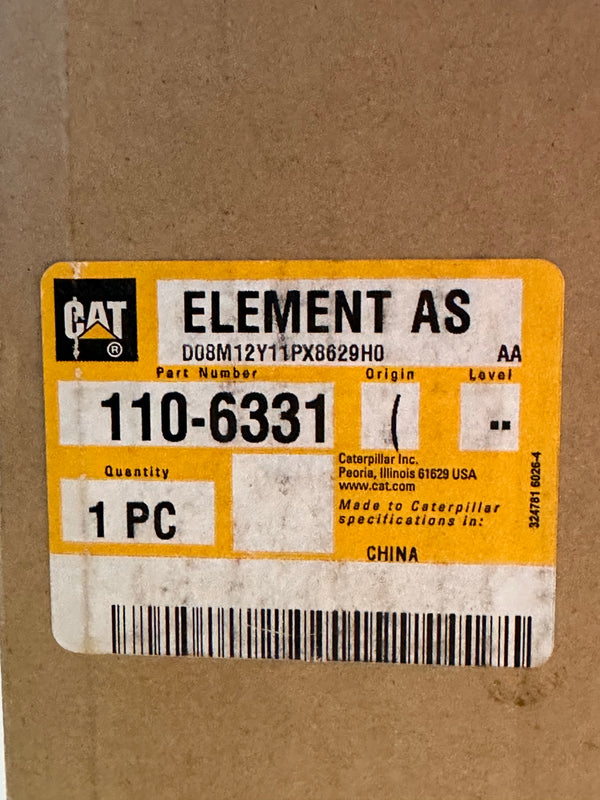 CAT®
ELEMENT AS
D08M12Y11PX8629H0 AA
Part Number Origin Level
110-6331 ( --
Caterpillar Inc.
Peoria, Illinois 61629 USA
www.cat.com
Quantity
1 PC
Made to Caterpillar
specifications in:
CHINA
324781 6026-4